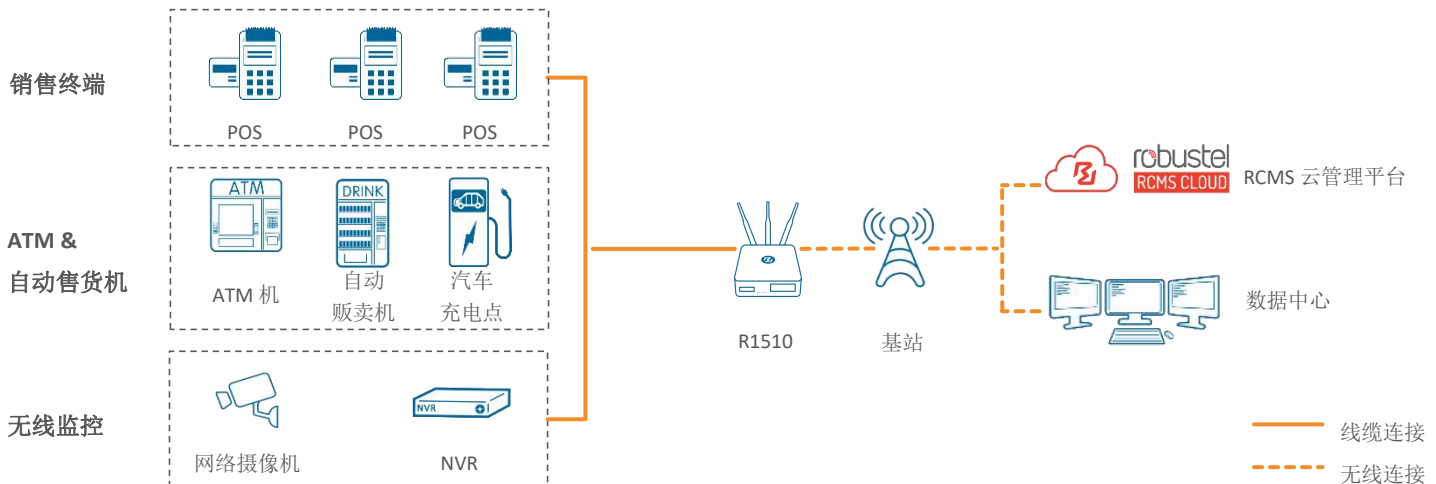 销售终端
POS
POS
POS
ATM &
自动售货机
ATM
DRINK
ATM 机
自动
贩卖机
汽车
充电点
无线监控
NVR
网络摄像机
NVR
R1510
基站
robustel
RCMS CLOUD
RCMS 云管理平台
数据中心
线缆连接
无线连接